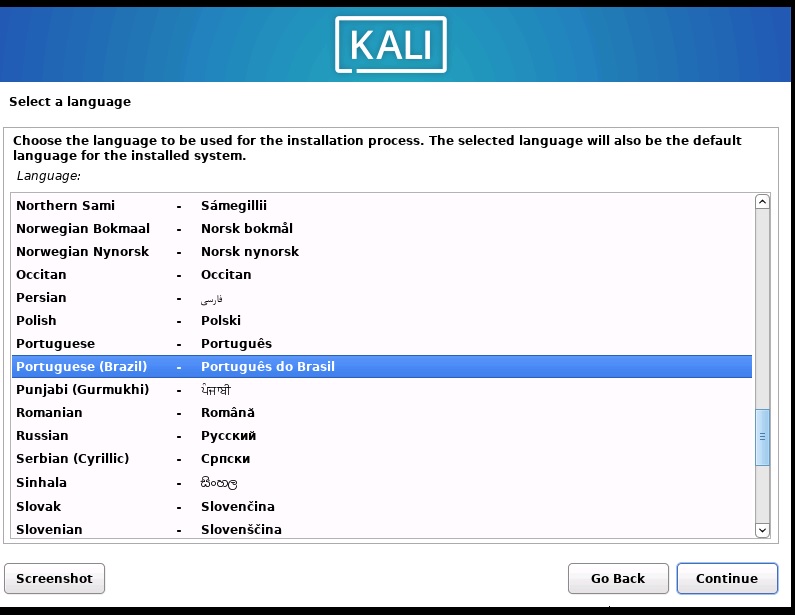 KALI
Select a language
Choose the language to be used for the installation process. The selected language will also be the default
language for the installed system.
Language:
Northern Sami - Sámegillii
Norwegian Bokmaal - Norsk bokmål
Norwegian Nynorsk - Norsk nynorsk
Occitan - Occitan
Persian - فارسی
Polish - Polski
Portuguese - Português
Portuguese (Brazil) - Português do Brasil
Punjabi (Gurmukhi) - ਪੰਜਾਬੀ
Romanian - Română
Russian - Русский
Serbian (Cyrillic) - Српски
Sinhala - සිංහල
Slovak - Slovenčina
Slovenian - Slovenščina
Screenshot Go Back Continue